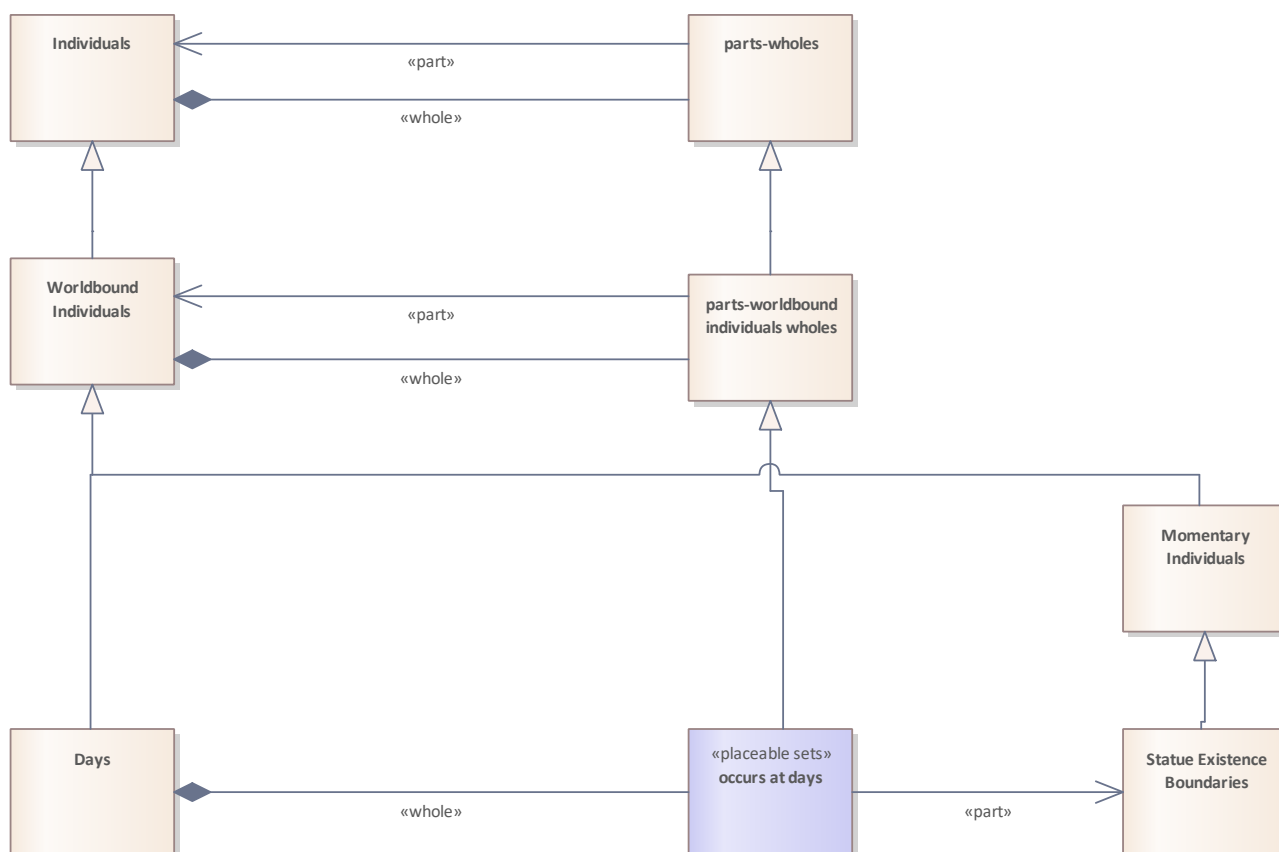 Individuals
parts-wholes
«part»
«whole»
Worldbound
Individuals
parts-worldbound
individuals wholes
«part»
«whole»
Momentary
Individuals
Days
«placeable sets»
occurs at days
Statue Existence
Boundaries
«whole»
«part»